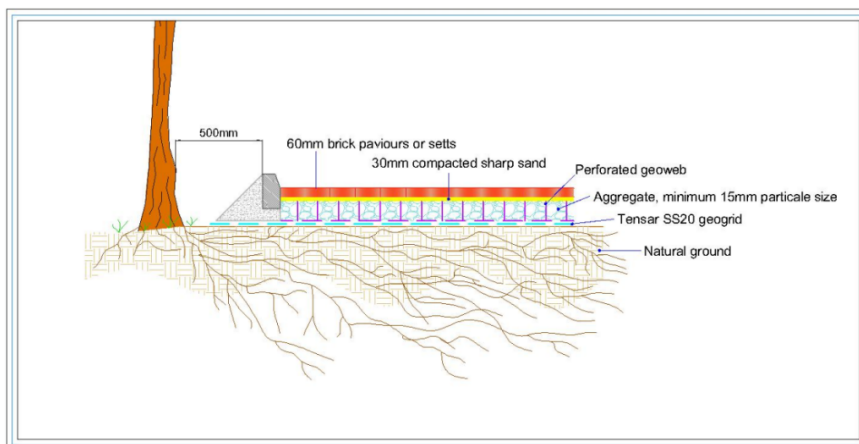 500mm
60mm brick paviours or setts
30mm compacted sharp sand
Perforated geoweb
Aggregate, minimum 15mm particale size
Tensar SS20 geogrid
Natural ground